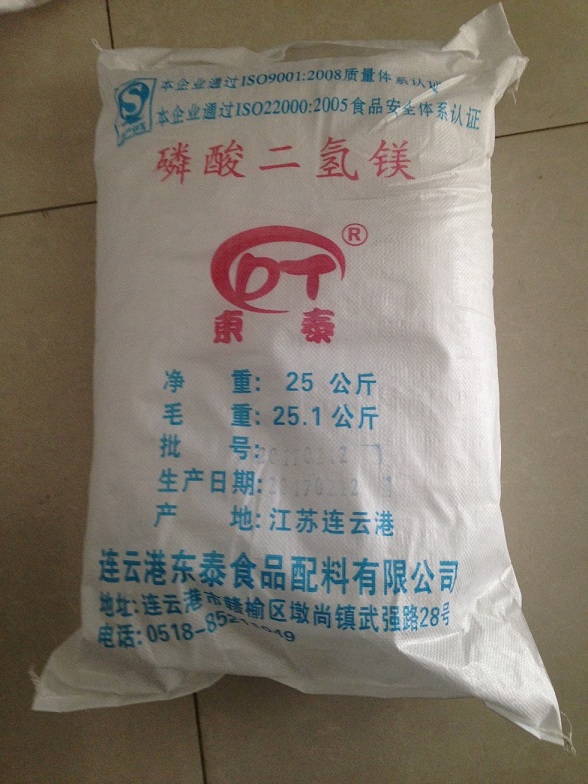 本企业通过ISO9001:2008质量体系认证
本企业通过ISO22000:2005食品安全体系认证
磷酸二氢镁
DT®
东泰
净重: 25 公斤
毛重: 25.1 公斤
批号:
生产日期:
产地: 江苏连云港
连云港东泰食品配料有限公司
地址: 连云港市赣榆区墩尚镇武强路28号
电话: 0518-